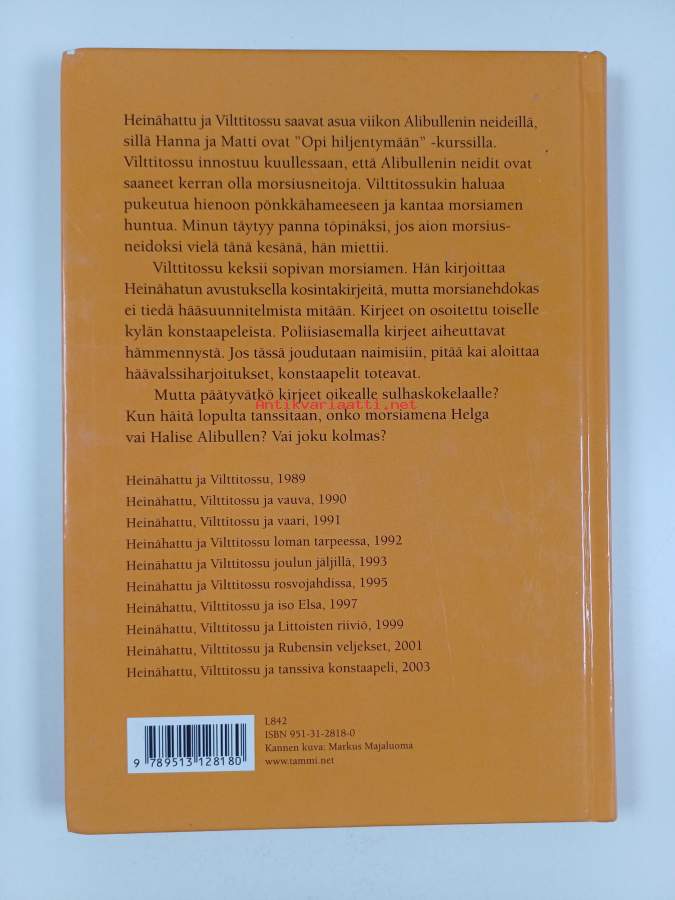 Heinähattu ja Vilttitossu saavat asua viikon Alibullenin neideillä,
sillä Hanna ja Matti ovat "Opi hiljentymään" -kurssilla.
Vilttitossu innostuu kuullessaan, että Alibullenin neidit ovat
saaneet kerran olla morsiusneitoja. Vilttitossukin haluaa
pukeutua hienoon pönkkähameeseen ja kantaa morsiamen
huntua. Minun täytyy panna töpinäksi, jos aion morsius-
neidoksi vielä tänä kesänä, hän miettii.
Vilttitossu keksii sopivan morsiamen. Hän kirjoittaa
Heinähatun avustuksella kosintakirjeitä, mutta morsianehdokas
ei tiedä hääsuunnitelmista mitään. Kirjeet on osoitettu toiselle
kylän konstaapeleista. Poliisiasemalla kirjeet aiheuttavat
hämmennystä. Jos tässä joudutaan naimisiin, pitää kai aloittaa
häävalssiharjoitukset, konstaapelit toteavat.
Mutta päätyvätkö kirjeet oikealle sulhaskokelaalle?
Antikvariaatti.net
Kun häitä lopulta tanssitaan, onko morsiamena Helga
vai Halise Alibullen? Vai joku kolmas?
Heinähattu ja Vilttitossu, 1989
Heinähattu, Vilttitossu ja vauva, 1990
Heinähattu, Vilttitossu ja vaari, 1991
Heinähattu ja Vilttitossu loman tarpeessa, 1992
Heinähattu ja Vilttitossu joulun jäljillä, 1993
Heinähattu ja Vilttitossu rosvojahdissa, 1995
Heinähattu, Vilttitossu ja iso Elsa, 1997
Heinähattu, Vilttitossu ja Littoisten riiviö, 1999
Heinähattu, Vilttitossu ja Rubensin veljekset, 2001
Heinähattu, Vilttitossu ja tanssiva konstaapeli, 2003
L842
ISBN 951-31-2818-0
Kannen kuva: Markus Majaluoma
www.tammi.net
9 789513 128180